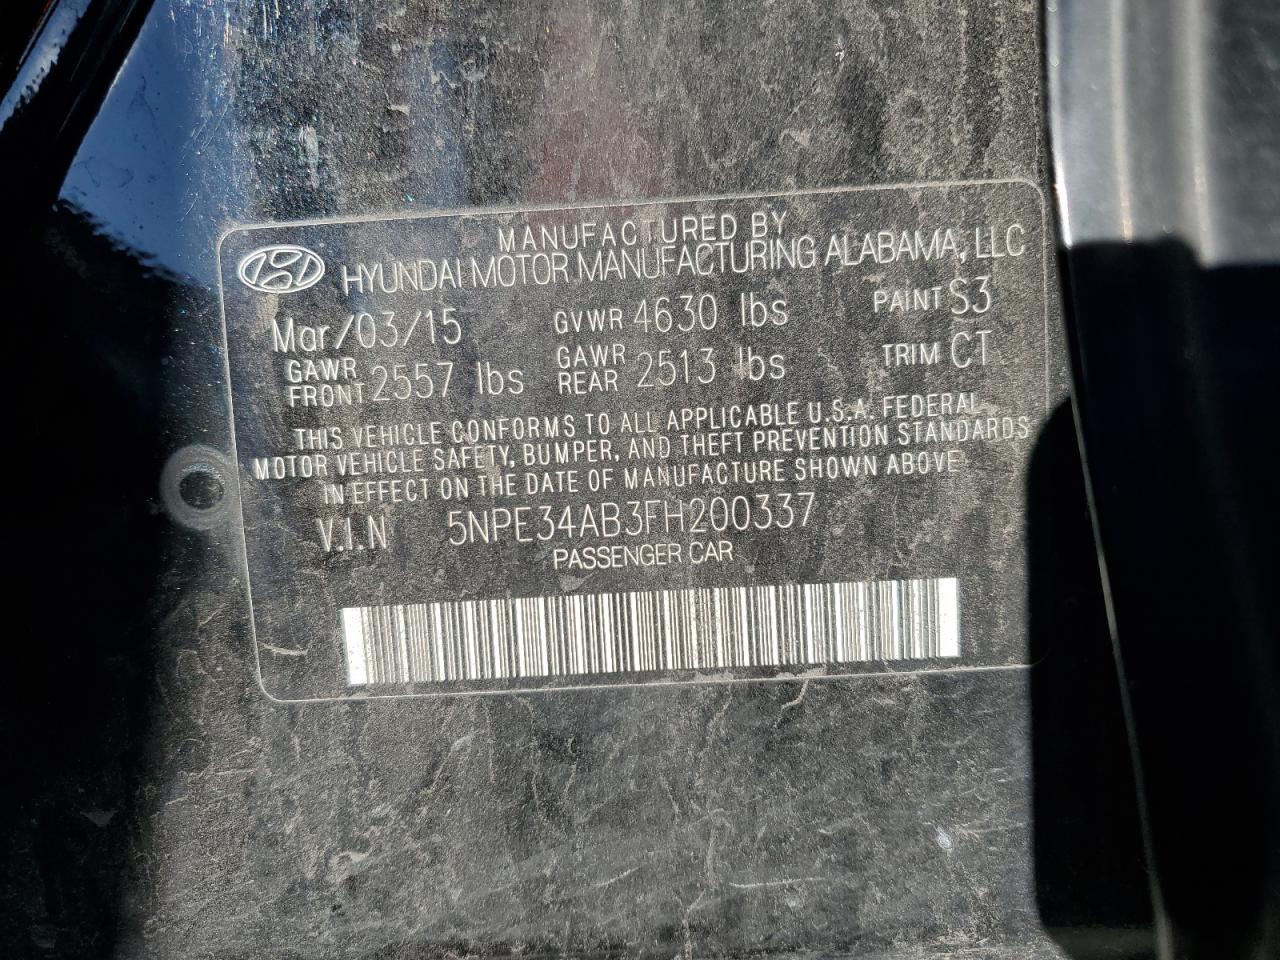 MANUFACTURED BY
HYUNDAI MOTOR MANUFACTURING ALABAMA, LLC
Mar/03/15 GVWR 4630 lbs PAINT S3
GAWR FRONT 2557 lbs GAWR REAR 2513 lbs TRIM CT
THIS VEHICLE CONFORMS TO ALL APPLICABLE U.S.A. FEDERAL
MOTOR VEHICLE SAFETY, BUMPER, AND THEFT PREVENTION STANDARDS
IN EFFECT ON THE DATE OF MANUFACTURE SHOWN ABOVE
V.I.N 5NPE34AB3FH200337
PASSENGER CAR